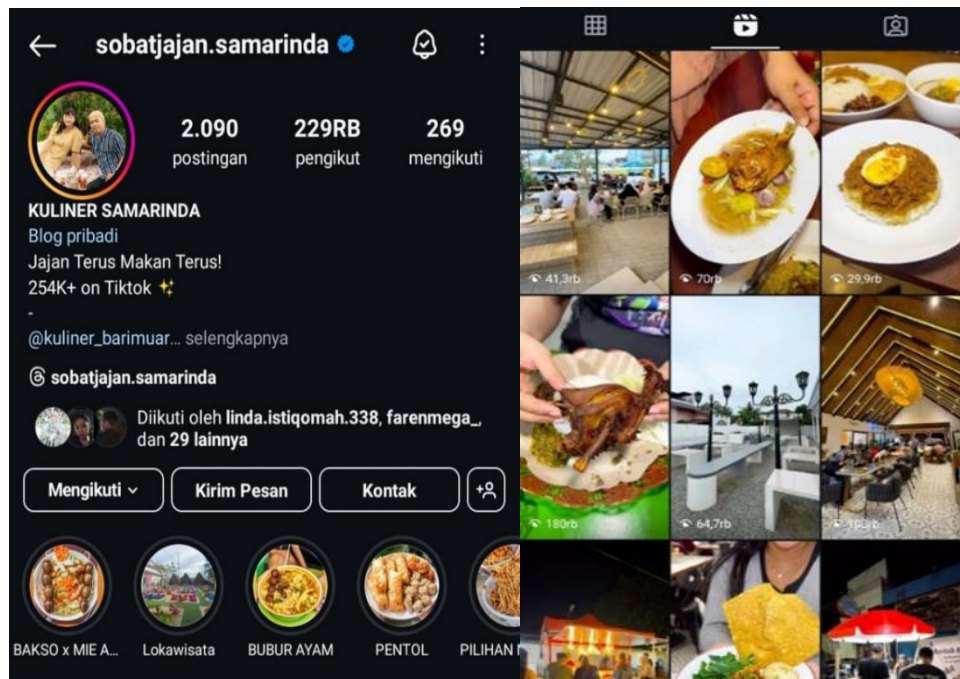 sobatjajan.samarinda
2.090 229RB 269
postingan pengikut mengikuti
KULINER SAMARINDA
Blog pribadi
Jajan Terus Makan Terus!
254K+ on Tiktok ✨
-
@kuliner_barimuar... selengkapnya
sobatjajan.samarinda
Diikuti oleh linda.istiqomah.338, farenmega_,
dan 29 lainnya
Mengikuti Kirim Pesan Kontak
BAKSO x MIE A... Lokawisata BUBUR AYAM PENTOL PILIHAN
41,3rb 70rb 29,9rb
180rb 64,7rb 103rb